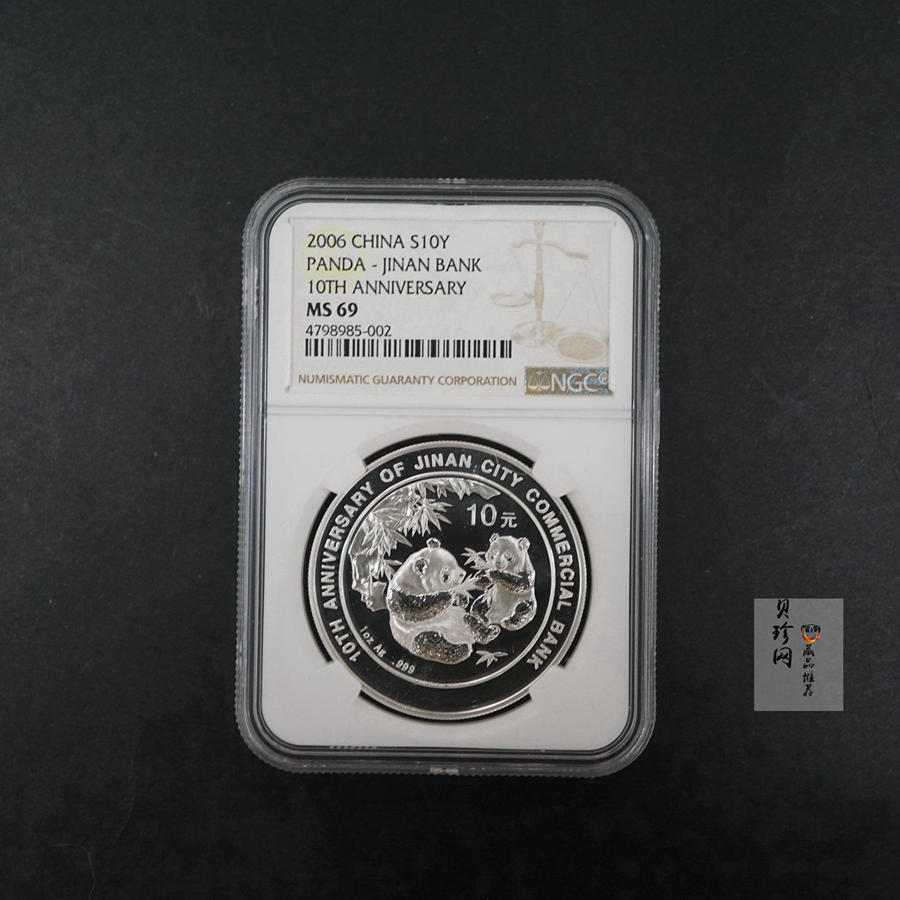 2006 CHINA S10Y
PANDA - JINAN BANK
10TH ANNIVERSARY
MS 69
4798985-002
NUMISMATIC GUARANTY CORPORATION
NGC
10TH ANNIVERSARY OF JINAN CITY COMMERCIAL BANK
10元
1oz Ag .999
贝珍网
藏品推荐